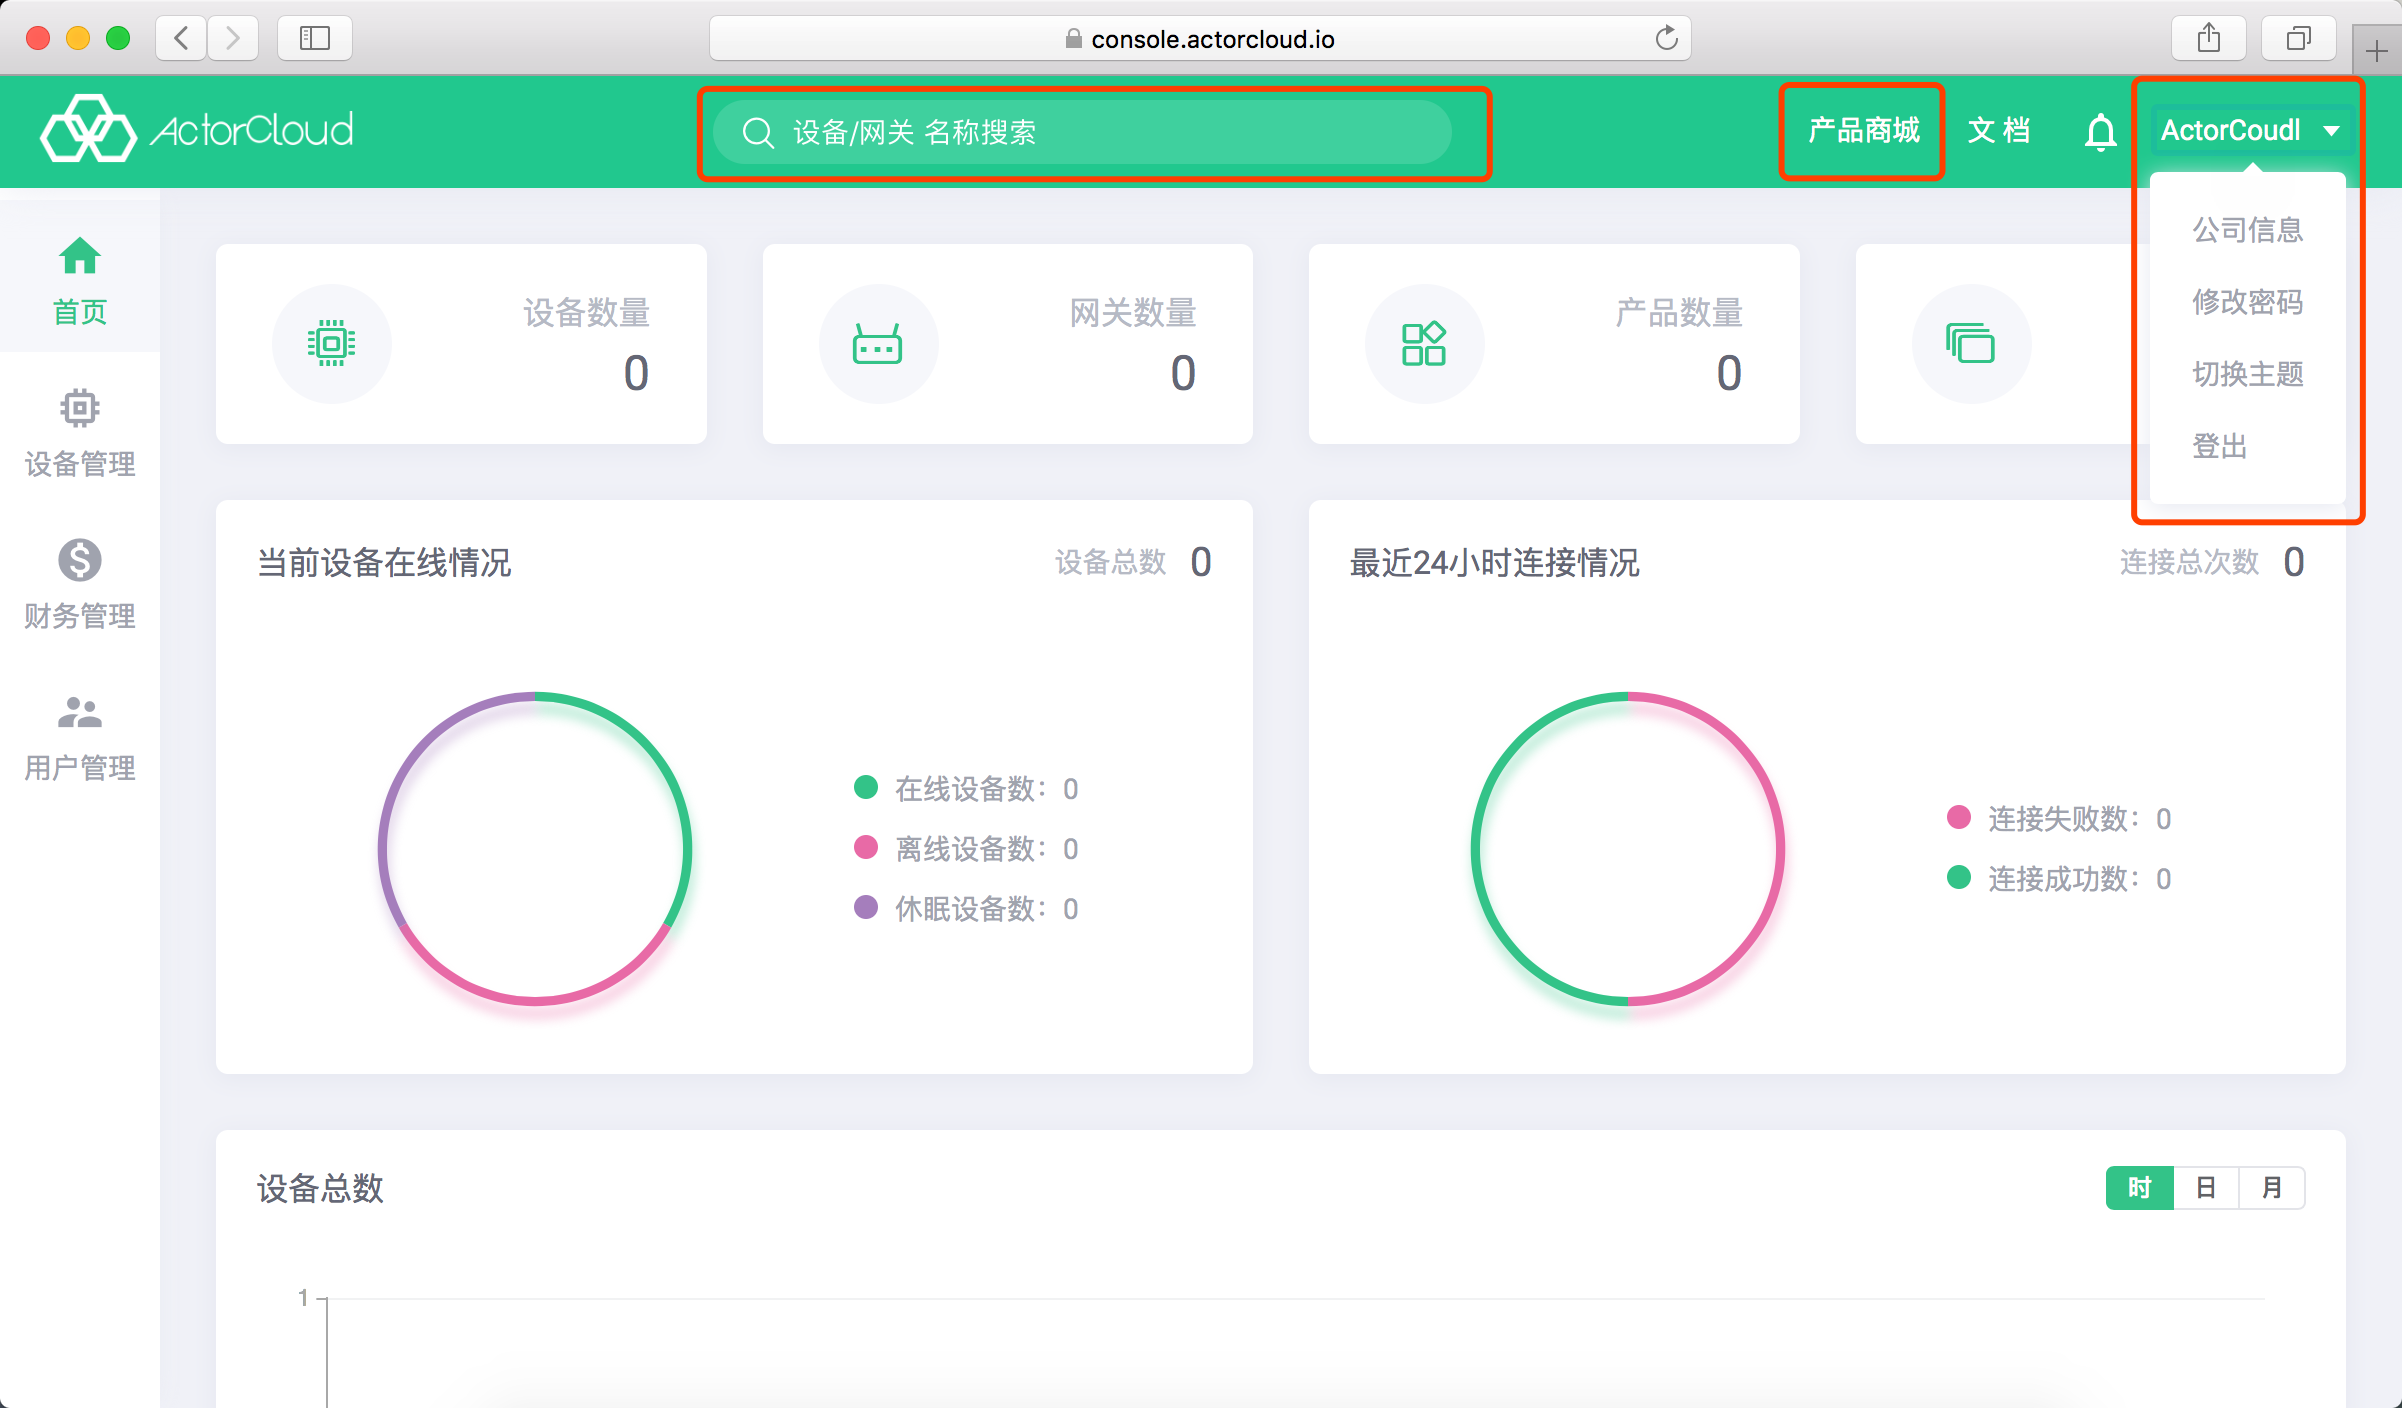 console.actorcloud.io
ActorCloud
设备/网关 名称搜索
产品商城
文 档
ActorCoudl
公司信息
修改密码
切换主题
登出
首页
设备管理
财务管理
用户管理
设备数量
0
网关数量
0
产品数量
0
当前设备在线情况
设备总数 0
在线设备数：0
离线设备数：0
休眠设备数：0
最近24小时连接情况
连接总次数 0
连接失败数：0
连接成功数：0
设备总数
时 日 月
1